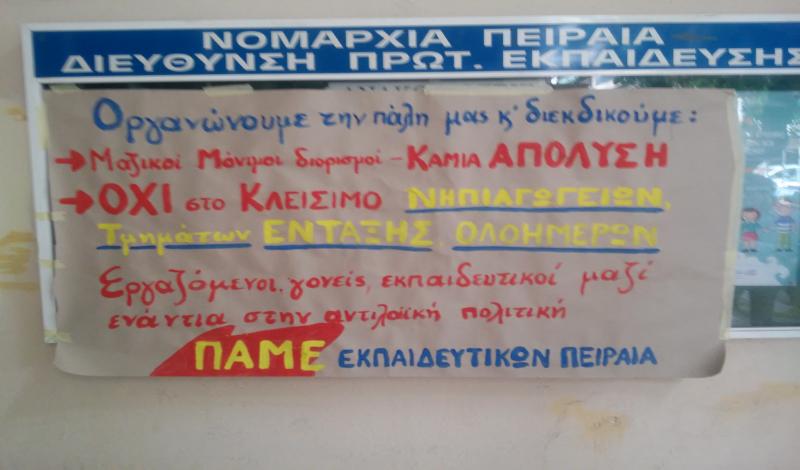 ΝΟΜΑΡΧΙΑ ΠΕΙΡΑΙΑ
ΔΙΕΥΘΥΝΣΗ ΠΡΩΤ. ΕΚΠΑΙΔΕΥΣΗΣ
Οργανώνουμε την πάλη μας κ' διεκδικούμε:
→ Μαζικοί Μόνιμοι διορισμοί - ΚΑΜΙΑ ΑΠΟΛΥΣΗ
→ ΟΧΙ στο ΚΛΕΙΣΙΜΟ ΝΗΠΙΑΓΩΓΕΙΩΝ,
Τμημάτων ΕΝΤΑΞΗΣ, ΟΛΟΗΜΕΡΩΝ
Εργαζόμενοι, γονείς, εκπαιδευτικοί μαζί
ενάντια στην αντιλαϊκή πολιτική
ΠΑΜΕ ΕΚΠΑΙΔΕΥΤΙΚΩΝ ΠΕΙΡΑΙΑ